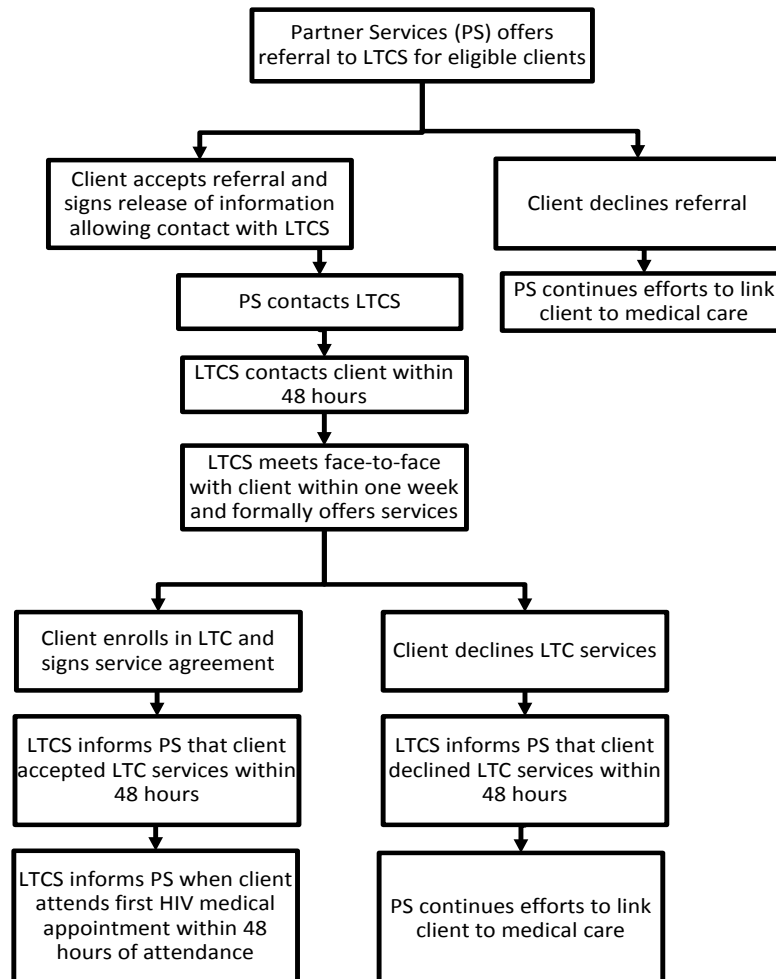 Partner Services (PS) offers
referral to LTCS for eligible clients
Client accepts referral and
signs release of information
allowing contact with LTCS
Client declines referral
PS contacts LTCS
PS continues efforts to link
client to medical care
LTCS contacts client within
48 hours
LTCS meets face-to-face
with client within one week
and formally offers services
Client enrolls in LTC and
signs service agreement
Client declines LTC services
LTCS informs PS that client
accepted LTC services within
48 hours
LTCS informs PS that client
declined LTC services within
48 hours
LTCS informs PS when client
attends first HIV medical
appointment within 48
hours of attendance
PS continues efforts to link
client to medical care